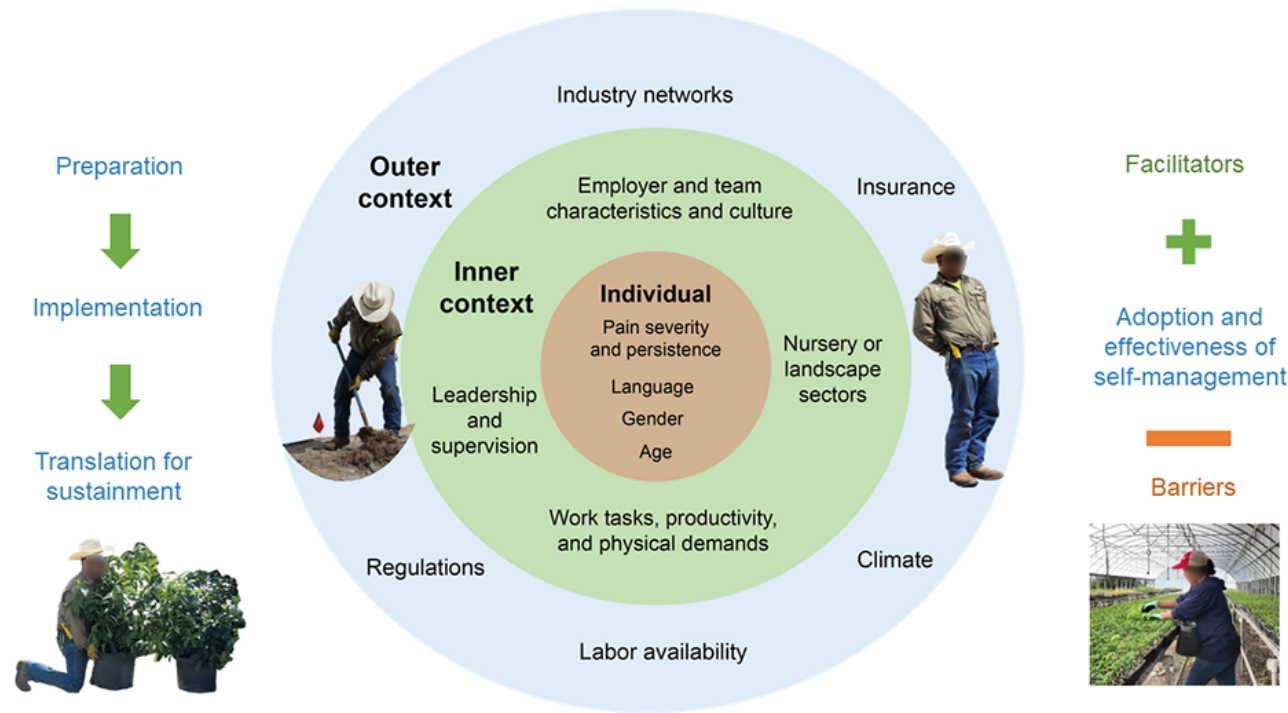 Preparation
Implementation
Translation for
sustainment
Industry networks
Outer
context
Insurance
Employer and team
characteristics and culture
Inner
context
Individual
Pain severity
and persistence
Language
Gender
Age
Nursery or
landscape
sectors
Leadership
and
supervision
Work tasks, productivity,
and physical demands
Regulations
Climate
Labor availability
Facilitators
Adoption and
effectiveness of
self-management
Barriers